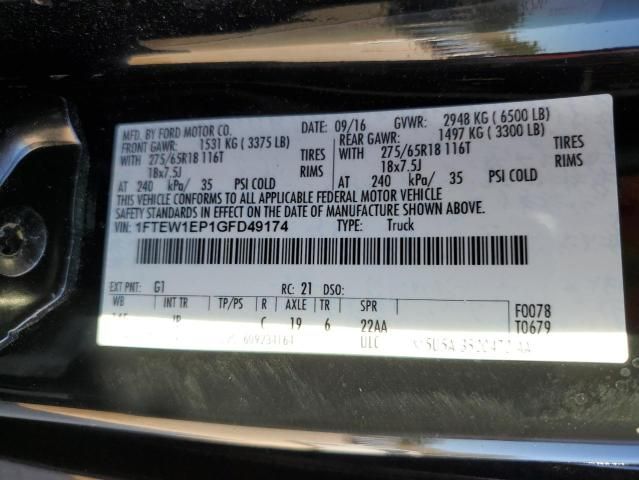 MFD. BY FORD MOTOR CO. DATE: 09/16 GVWR: 2948 KG ( 6500 LB)
FRONT GAWR: 1531 KG ( 3375 LB) REAR GAWR: 1497 KG ( 3300 LB)
WITH 275/65R18 116T TIRES WITH 275/65R18 116T TIRES
18x7.5J RIMS 18x7.5J RIMS
AT 240 kPa/ 35 PSI COLD AT 240 kPa/ 35 PSI COLD
THIS VEHICLE CONFORMS TO ALL APPLICABLE FEDERAL MOTOR VEHICLE
SAFETY STANDARDS IN EFFECT ON THE DATE OF MANUFACTURE SHOWN ABOVE.
VIN: 1FTEW1EP1GFD49174 TYPE: Truck
EXT PNT: G1 RC: 21 DSO:
WB INT TR TP/PS R AXLE TR SPR F0078
C 19 6 22AA T0679
609234164 ULC